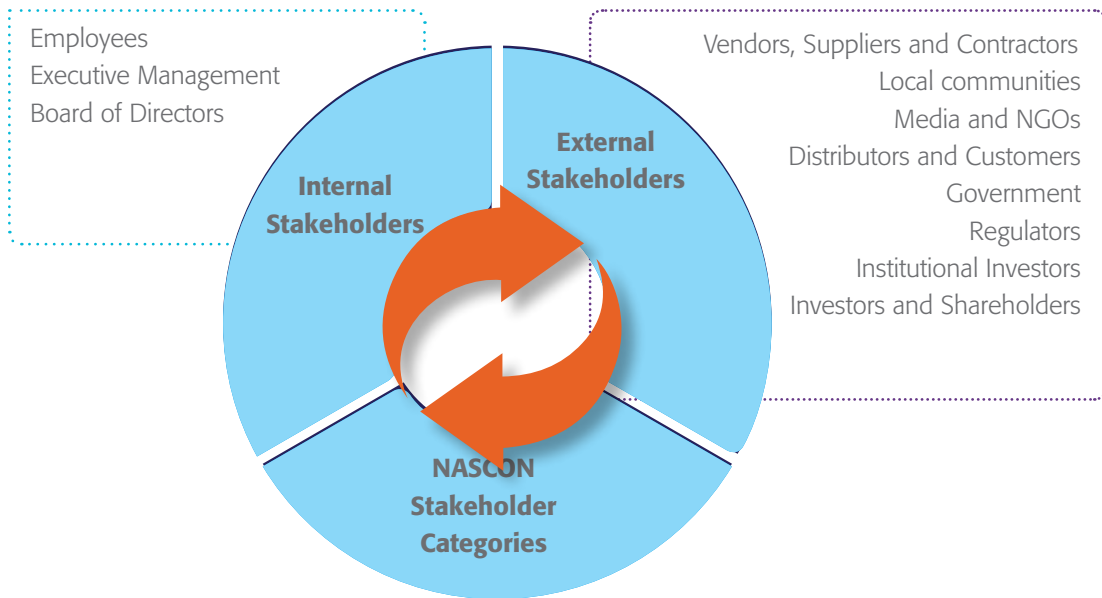 Employees
Executive Management
Board of Directors
Vendors, Suppliers and Contractors
Local communities
Media and NGOs
Distributors and Customers
Government
Regulators
Institutional Investors
Investors and Shareholders
Internal
Stakeholders
External
Stakeholders
NASCON
Stakeholder
Categories